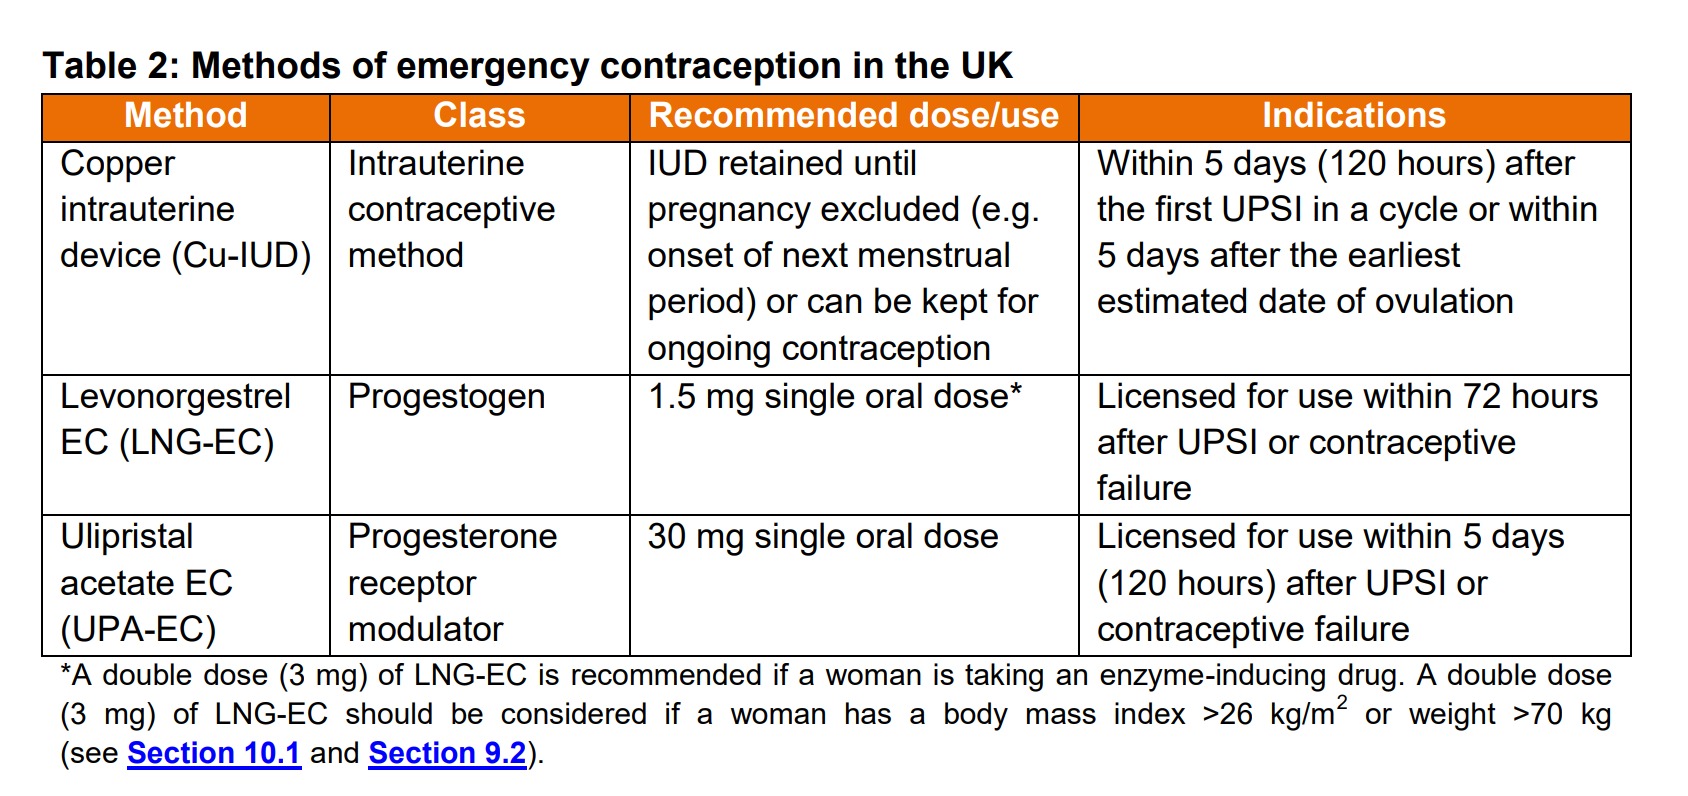 Table 2: Methods of emergency contraception in the UK
Method Class Recommended dose/use Indications
Copper
intrauterine
device (Cu-IUD)
Intrauterine
contraceptive
method
IUD retained until
pregnancy excluded (e.g.
onset of next menstrual
period) or can be kept for
ongoing contraception
Within 5 days (120 hours) after
the first UPSI in a cycle or within
5 days after the earliest
estimated date of ovulation
Levonorgestrel
EC (LNG-EC)
Progestogen
1.5 mg single oral dose*
Licensed for use within 72 hours
after UPSI or contraceptive
failure
Ulipristal
acetate EC
(UPA-EC)
Progesterone
receptor
modulator
30 mg single oral dose
Licensed for use within 5 days
(120 hours) after UPSI or
contraceptive failure
*A double dose (3 mg) of LNG-EC is recommended if a woman is taking an enzyme-inducing drug. A double dose
(3 mg) of LNG-EC should be considered if a woman has a body mass index >26 kg/m² or weight >70 kg
(see Section 10.1 and Section 9.2).